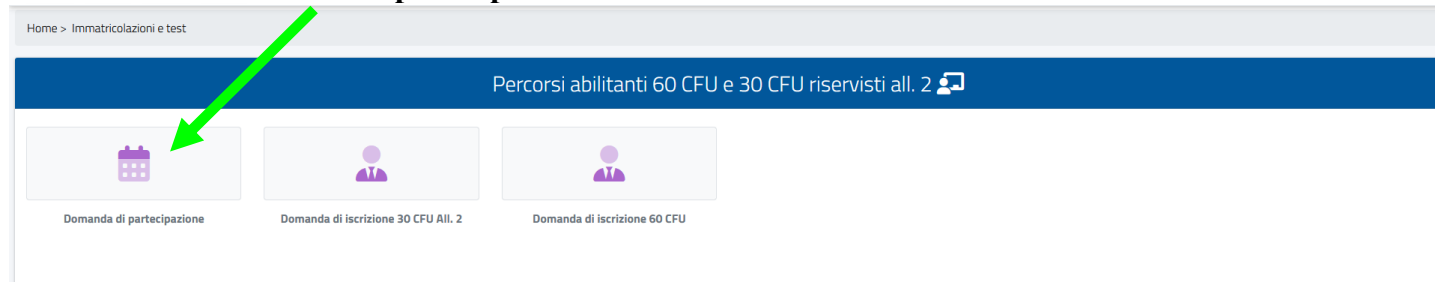 Home > Immatricolazioni e test
Percorsi abilitanti 60 CFU e 30 CFU riservisti all. 2
Domanda di partecipazione
Domanda di iscrizione 30 CFU All. 2
Domanda di iscrizione 60 CFU